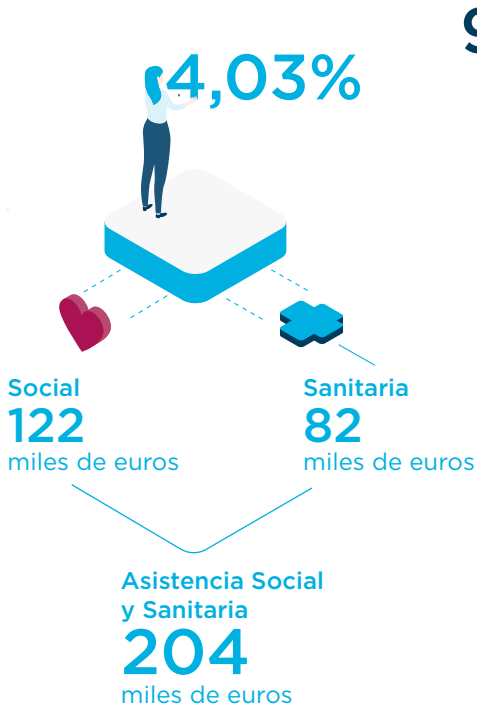 4,03%
Social
122
miles de euros
Sanitaria
82
miles de euros
Asistencia Social
y Sanitaria
204
miles de euros